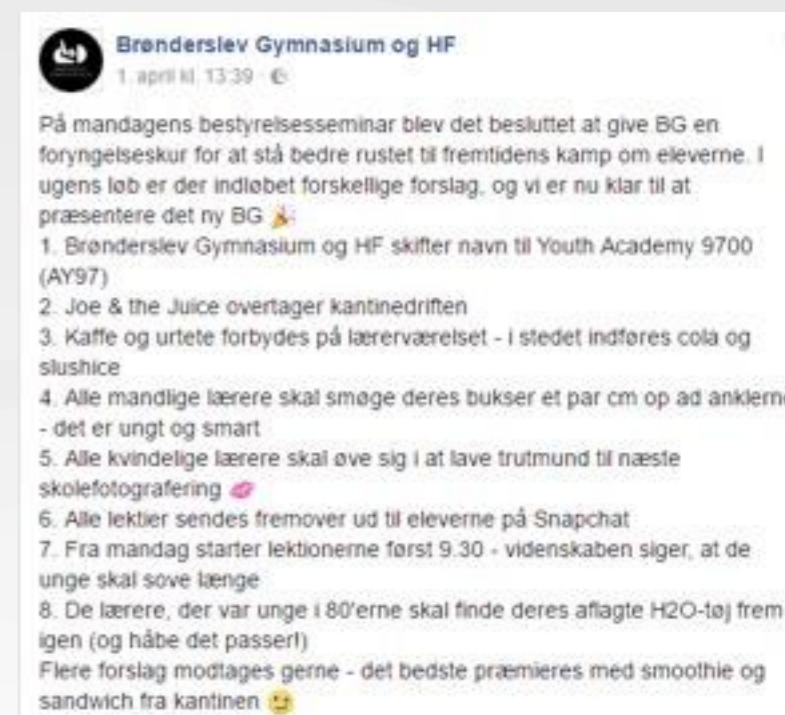 Brønderslev Gymnasium og HF
1. april kl. 13:39
På mandagens bestyrelsesseminar blev det besluttet at give BG en
foryngelseskur for at stå bedre rustet til fremtidens kamp om eleverne. I
ugens løb er der indløbet forskellige forslag, og vi er nu klar til at
præsentere det ny BG 🎉
1. Brønderslev Gymnasium og HF skifter navn til Youth Academy 9700
(AY97)
2. Joe & the Juice overtager kantinedriften
3. Kaffe og urtete forbydes på lærerværelset - i stedet indføres cola og
slushice
4. Alle mandlige lærere skal smøge deres bukser et par cm op ad anklerne
- det er ungt og smart
5. Alle kvindelige lærere skal øve sig i at lave trutmund til næste
skolefotografering 💋
6. Alle lektier sendes fremover ud til eleverne på Snapchat
7. Fra mandag starter lektionerne først 9.30 - videnskaben siger, at de
unge skal sove længe
8. De lærere, der var unge i 80'erne skal finde deres aflagte H2O-tøj frem
igen (og håbe det passer!)
Flere forslag modtages gerne - det bedste præmieres med smoothie og
sandwich fra kantinen 😉